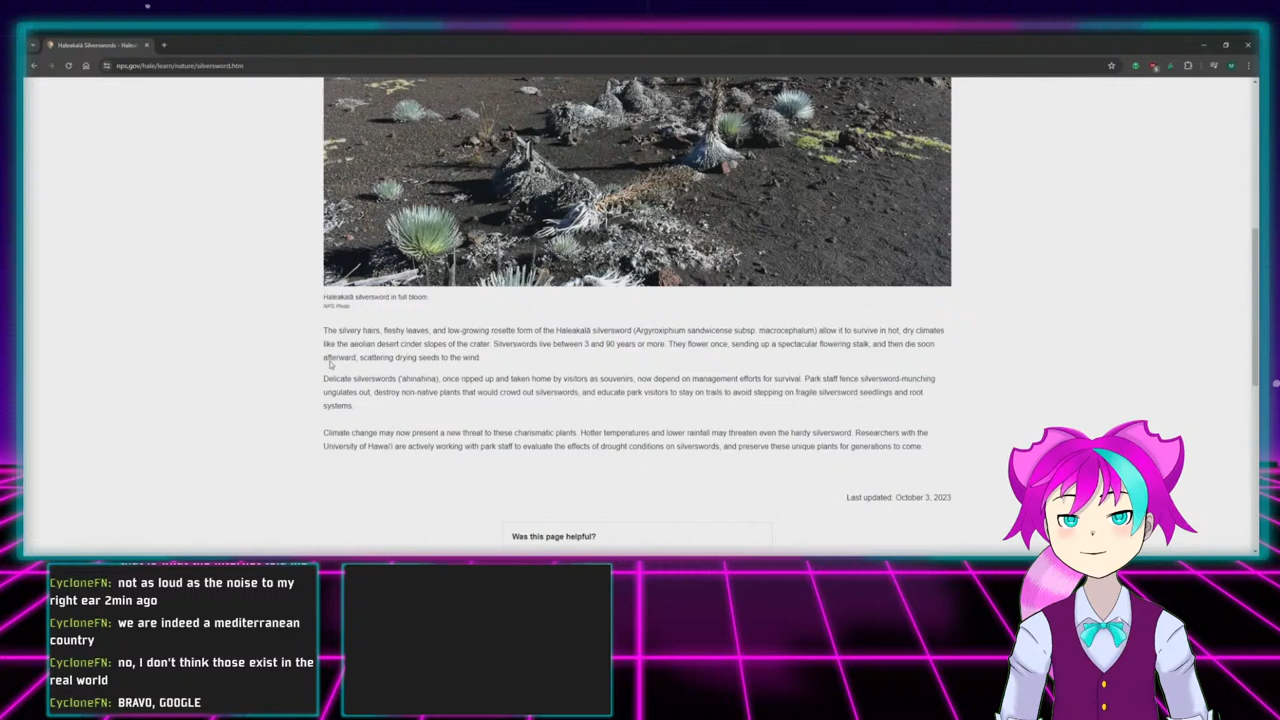 Haleakalā Silverswords - Halea
nps.gov/hale/learn/nature/silversword.htm
Haleakalā silversword in full bloom.
NPS Photo
The silvery hairs, fleshy leaves, and low-growing rosette form of the Haleakalā silversword (Argyroxiphium sandwicense subsp. macrocephalum) allow it to survive in hot, dry climates
like the aeolian desert cinder slopes of the crater. Silverswords live between 3 and 90 years or more. They flower once, sending up a spectacular flowering stalk, and then die soon
afterward, scattering drying seeds to the wind.
Delicate silverswords ('ahinahina), once ripped up and taken home by visitors as souvenirs, now depend on management efforts for survival. Park staff fence silversword-munching
ungulates out, destroy non-native plants that would crowd out silverswords, and educate park visitors to stay on trails to avoid stepping on fragile silversword seedlings and root
systems.
Climate change may now present a new threat to these charismatic plants. Hotter temperatures and lower rainfall may threaten even the hardy silversword. Researchers with the
University of Hawai'i are actively working with park staff to evaluate the effects of drought conditions on silverswords, and preserve these unique plants for generations to come.
Last updated: October 3, 2023
Was this page helpful?
CycloneFN: not as loud as the noise to my
right ear 2min ago
CycloneFN: we are indeed a mediterranean
country
CycloneFN: no, I don't think those exist in the
real world
CycloneFN: BRAVO, GOOGLE